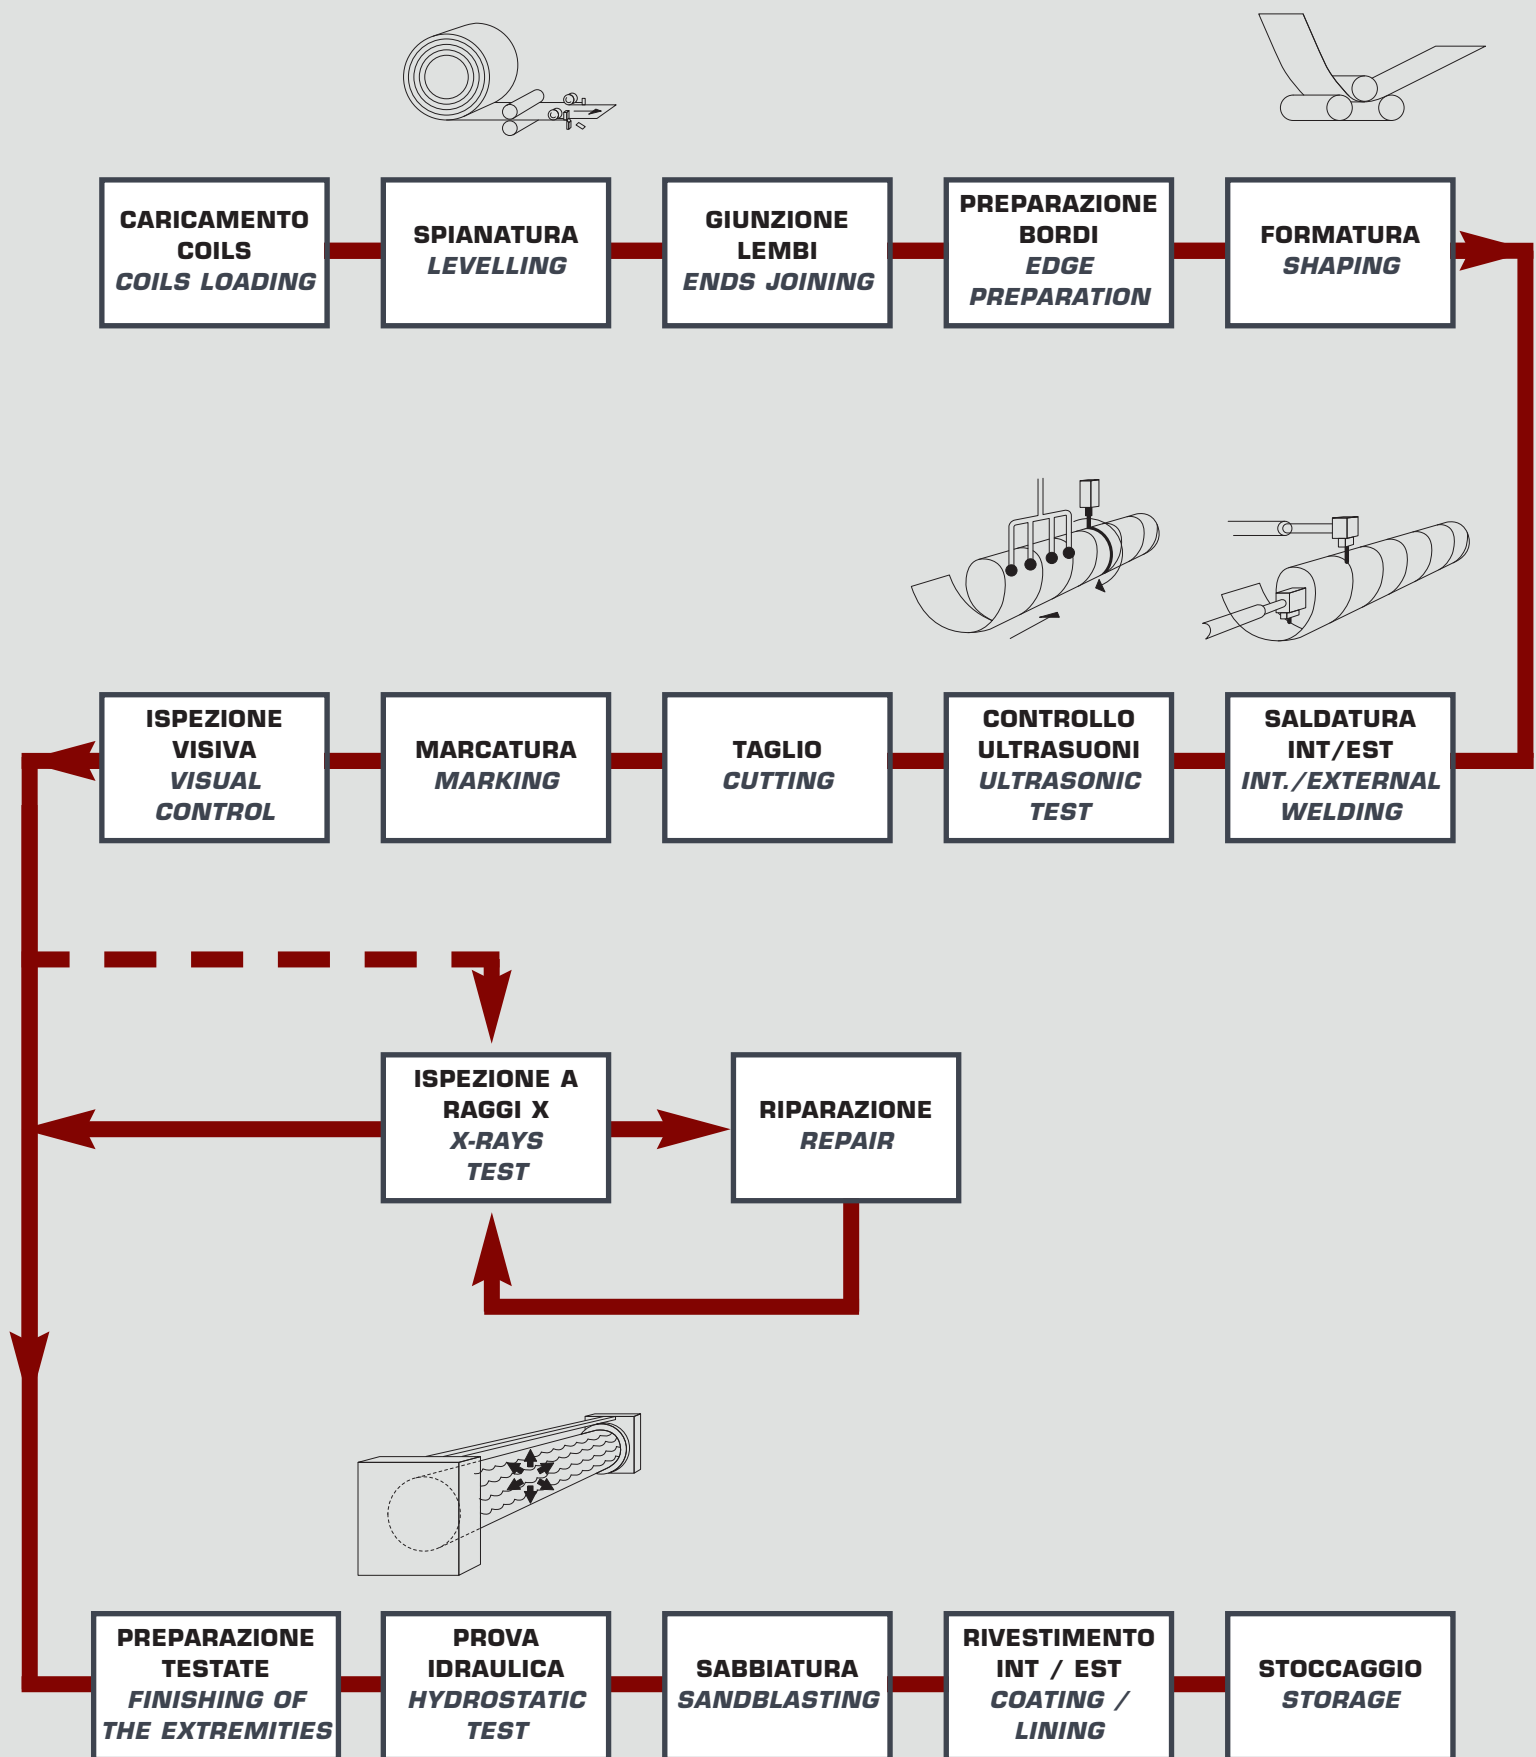 CARICAMENTO
COILS
COILS LOADING
SPIANATURA
LEVELLING
GIUNZIONE
LEMBI
ENDS JOINING
PREPARAZIONE
BORDI
EDGE
PREPARATION
FORMATURA
SHAPING
ISPEZIONE
VISIVA
VISUAL
CONTROL
MARCATURA
MARKING
TAGLIO
CUTTING
CONTROLLO
ULTRASUONI
ULTRASONIC
TEST
SALDATURA
INT/EST
INT./EXTERNAL
WELDING
ISPEZIONE A
RAGGI X
X-RAYS
TEST
RIPARAZIONE
REPAIR
PREPARAZIONE
TESTATE
FINISHING OF
THE EXTREMITIES
PROVA
IDRAULICA
HYDROSTATIC
TEST
SABBIATURA
SANDBLASTING
RIVESTIMENTO
INT / EST
COATING /
LINING
STOCCAGGIO
STORAGE